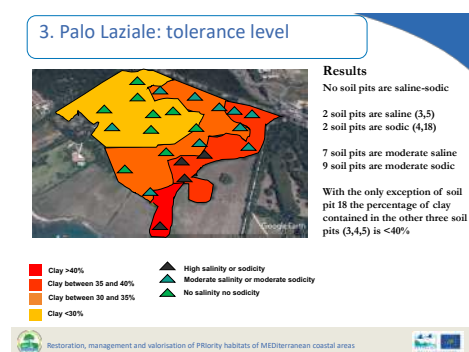 3. Palo Laziale: tolerance level
Results
No soil pits are saline-sodic
2 soil pits are saline (3,5)
2 soil pits are sodic (4,18)
7 soil pits are moderate saline
9 soil pits are moderate sodic
With the only exception of soil
pit 18 the percentage of clay
contained in the other three soil
pits (3,4,5) is <40%
Google Earth
Clay >40%
Clay between 35 and 40%
Clay between 30 and 35%
Clay <30%
High salinity or sodicity
Moderate salinity or moderate sodicity
No salinity no sodicity
Restoration, management and valorisation of PRIority habitats of MEDiterranean coastal areas